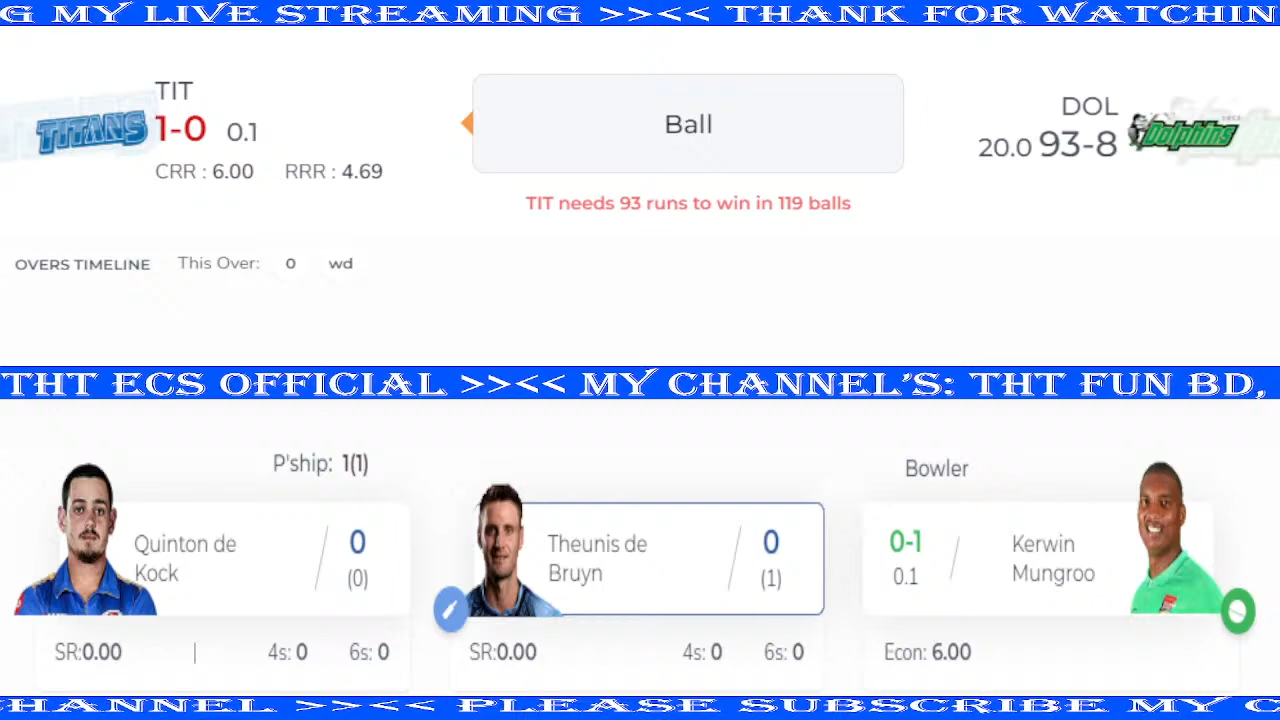 G MY LIVE STREAMING >><< THANK FOR WATCHIN
TIT
1-0 0.1
CRR : 6.00 RRR : 4.69
TITANS
Ball
TIT needs 93 runs to win in 119 balls
DOL
20.0 93-8
Dolphins
OVERS TIMELINE This Over: 0 wd
THT ECS OFFICIAL >><< MY CHANNEL'S: THT FUN BD,
P'ship: 1(1)
Quinton de
Kock
0
(0)
SR:0.00 | 4s: 0 6s: 0
Theunis de
Bruyn
0
(1)
SR:0.00 4s: 0 6s: 0
Bowler
0-1
0.1
Kerwin
Mungroo
Econ: 6.00
CHANNEL >><< PLEASE SUBSCRIBE MY C